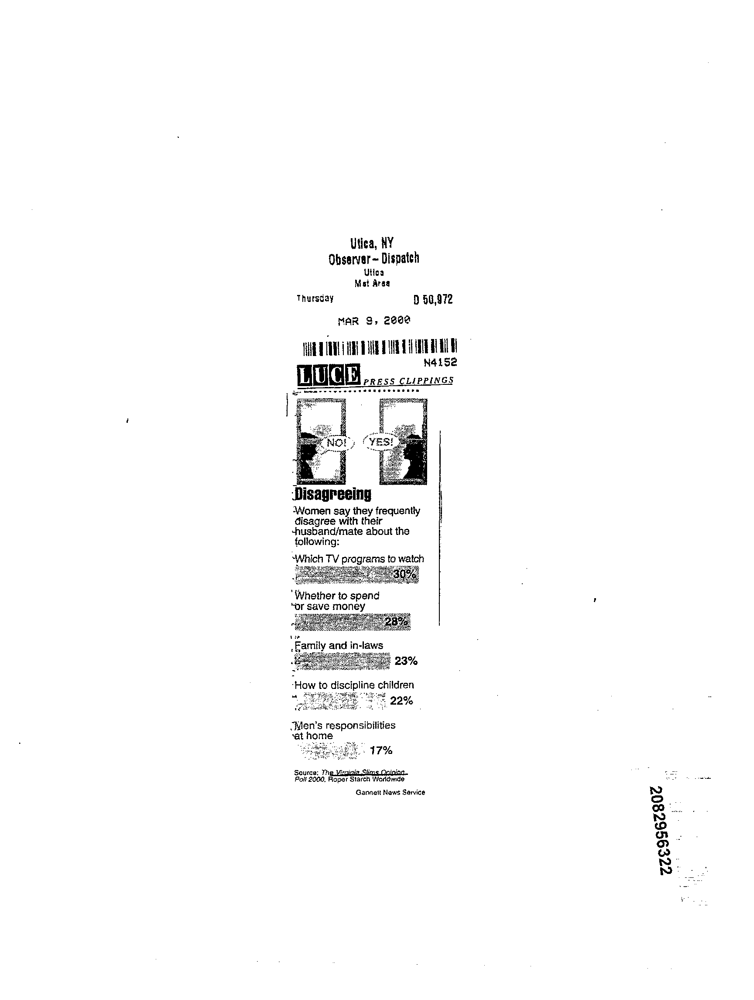 Utica, NY
Observer-Dispatch
Utica
Met Area
Thursday D 50,972
MAR 9, 2000
N4152
LUCE PRESS CLIPPINGS
NO! YES!
Disagreeing
Women say they frequently
disagree with their
husband/mate about the
following:
Which TV programs to watch
30%
Whether to spend
or save money
28%
Family and in-laws
23%
How to discipline children
22%
Men's responsibilities
at home
17%
Source: The Virginia Slims Opinion
Poll 2000, Roper Starch Worldwide
Gannett News Service
2082956322